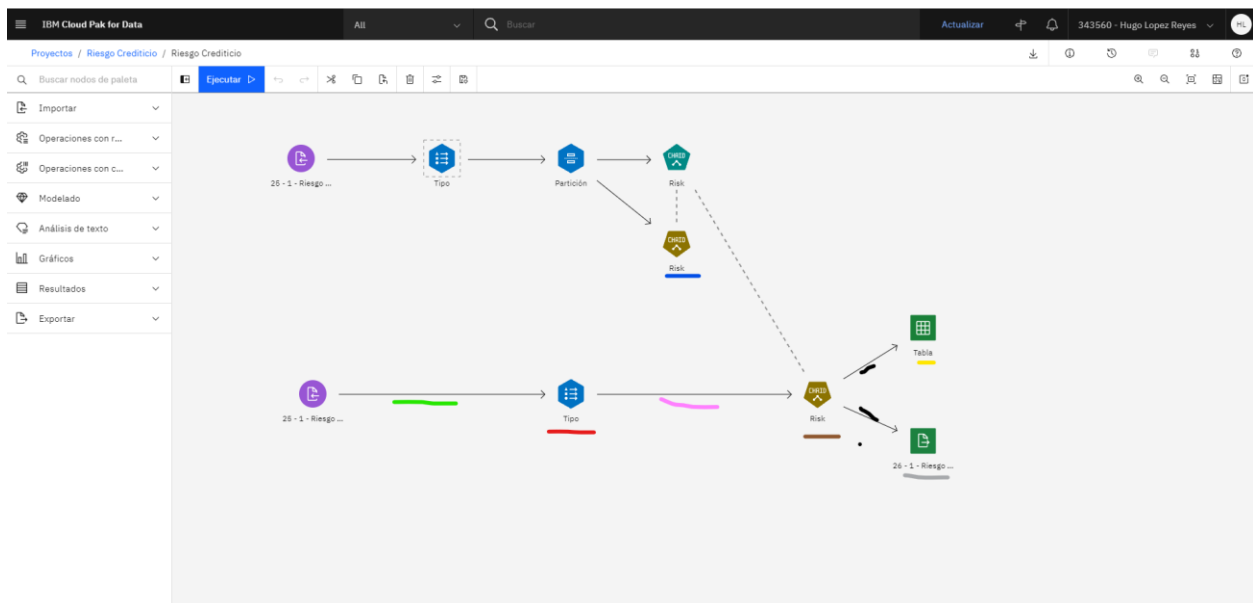 IBM Cloud Pak for Data All Buscar Actualizar 343560 - Hugo Lopez Reyes HL
Proyectos / Riesgo Crediticio / Riesgo Crediticio
Buscar nodos de paleta Ejecutar
Importar
Operaciones con r...
Operaciones con c...
Modelado
Análisis de texto
Gráficos
Resultados
Exportar
CHAID
25 - 1 - Riesgo ... Tipo Partición Risk
CHAID
Risk
Tabla
CHAID
25 - 1 - Riesgo ... Tipo Risk
26 - 1 - Riesgo ...